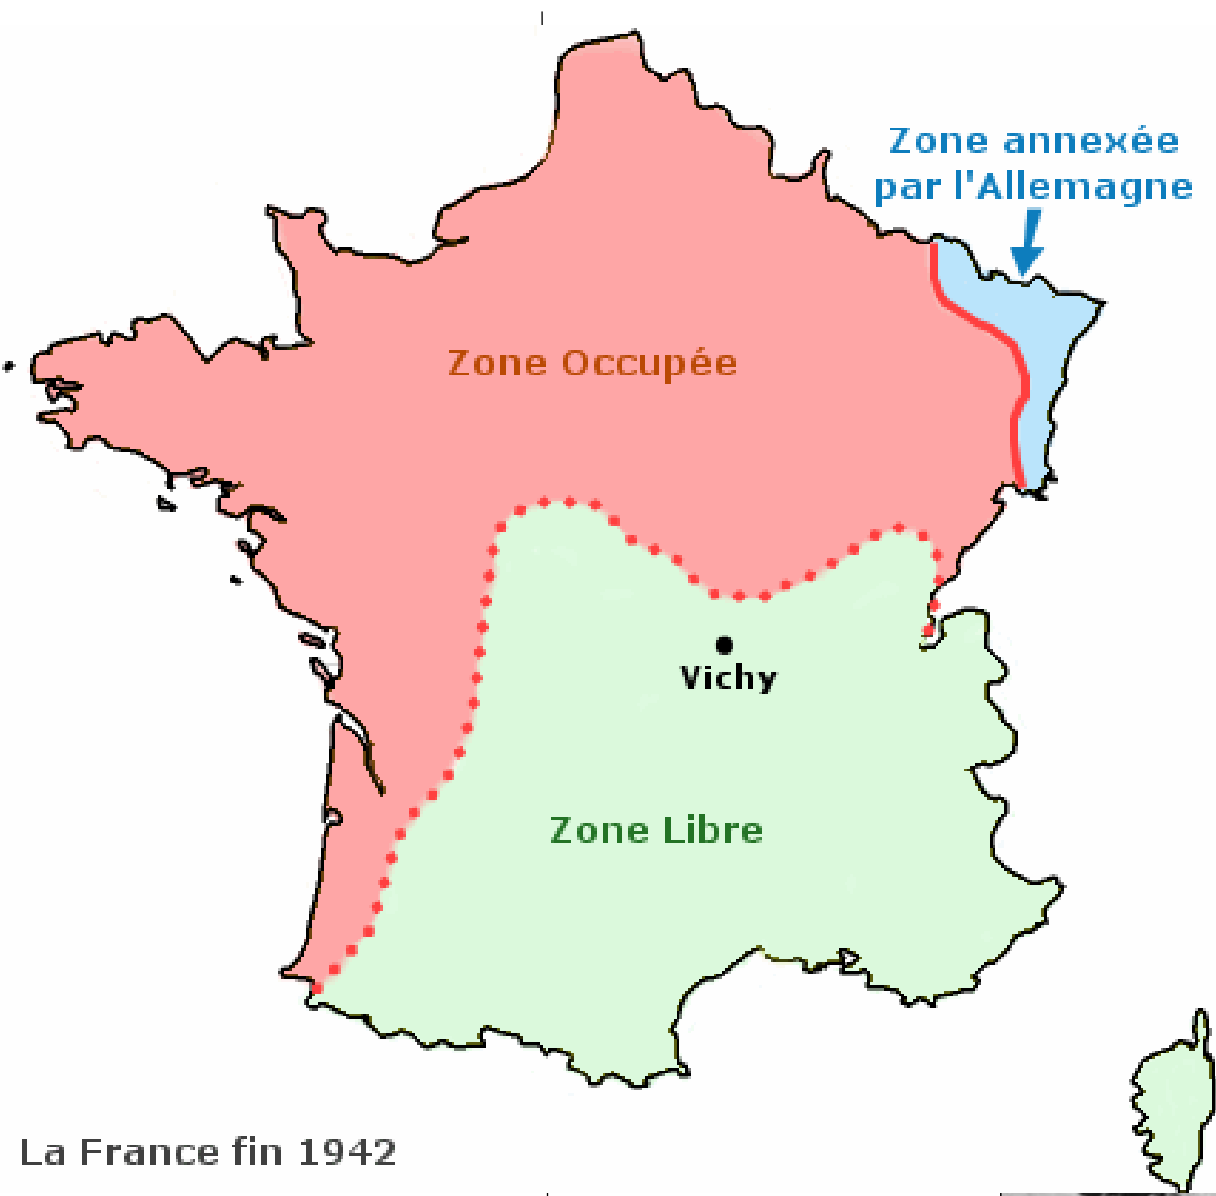 Zone annexée
par l'Allemagne
Zone Occupée
Vichy
Zone Libre
La France fin 1942